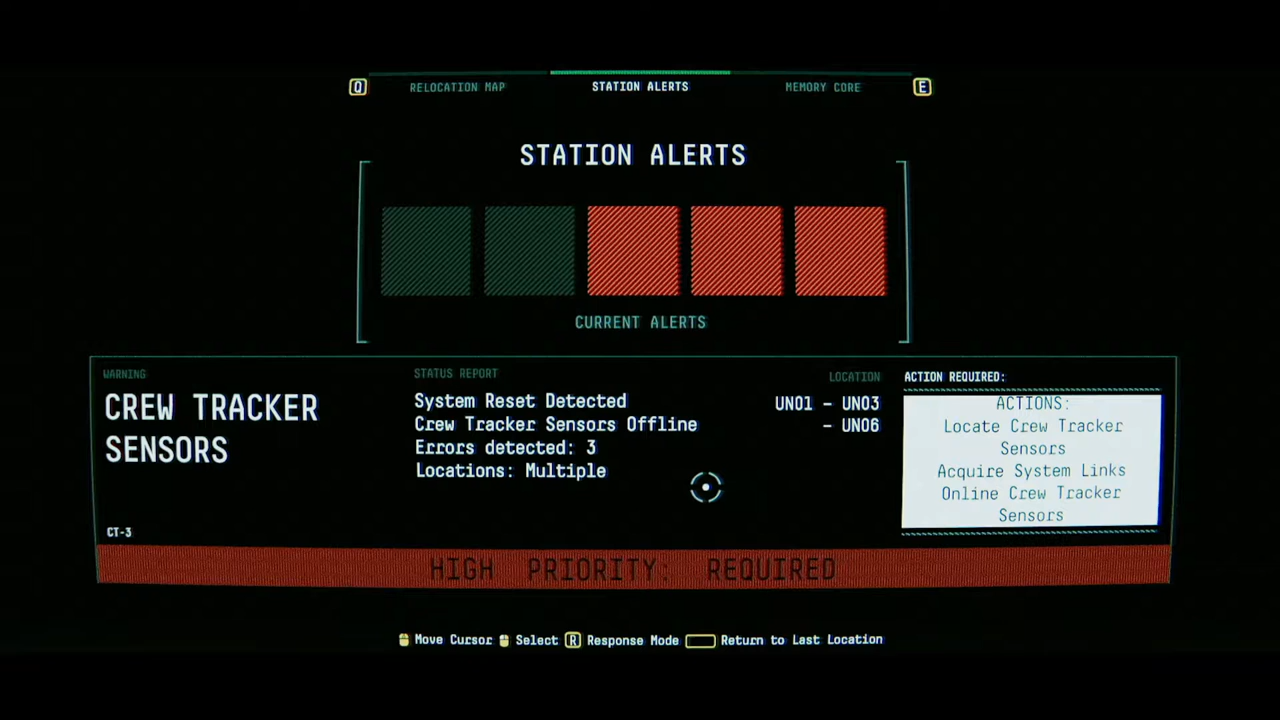 Q RELOCATION MAP STATION ALERTS MEMORY CORE E
STATION ALERTS
CURRENT ALERTS
WARNING
CREW TRACKER
SENSORS
CT-3
STATUS REPORT
System Reset Detected
Crew Tracker Sensors Offline
Errors detected: 3
Locations: Multiple
LOCATION
UN01 – UN03
– UN06
ACTION REQUIRED:
ACTIONS:
Locate Crew Tracker
Sensors
Acquire System Links
Online Crew Tracker
Sensors
HIGH PRIORITY: REQUIRED
Move Cursor Select R Response Mode Return to Last Location